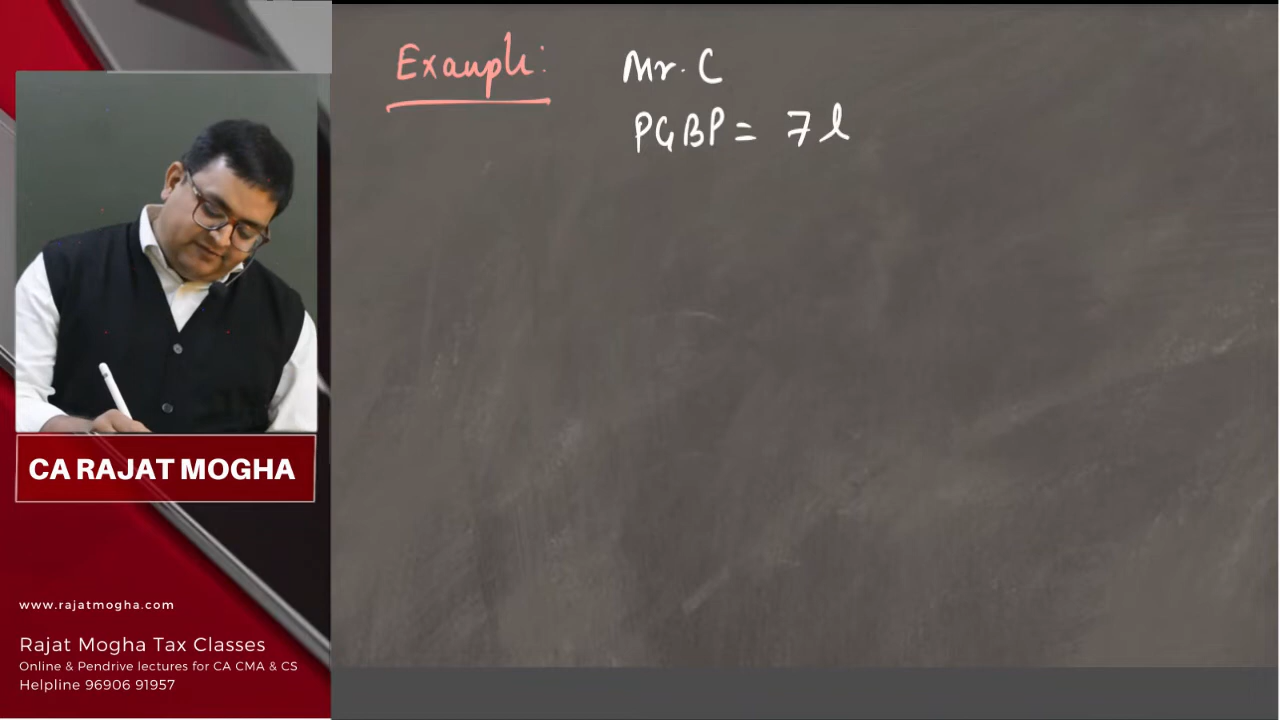 Example:
Mr. C
PGBP = 7 l
CA RAJAT MOGHA
www.rajatmogha.com
Rajat Mogha Tax Classes
Online & Pendrive lectures for CA CMA & CS
Helpline 96906 91957